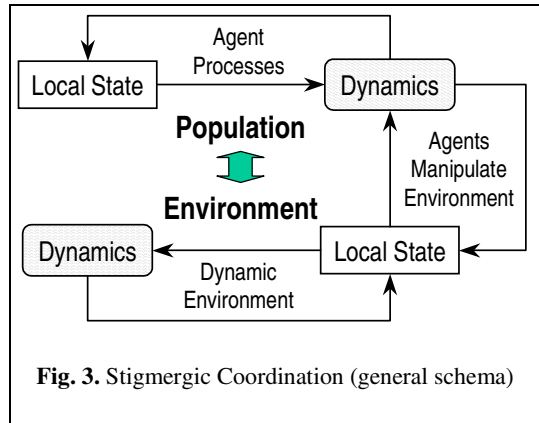 Agent
Processes
Local State
Dynamics
Population
Agents
Manipulate
Environment
Environment
Dynamics
Local State
Dynamic
Environment
Fig. 3. Stigmergic Coordination (general schema)